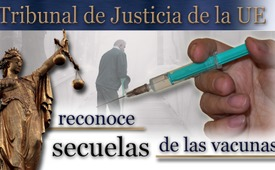 Tribunal de Justicia de la UE
reconoce
secuelas de las vacunas